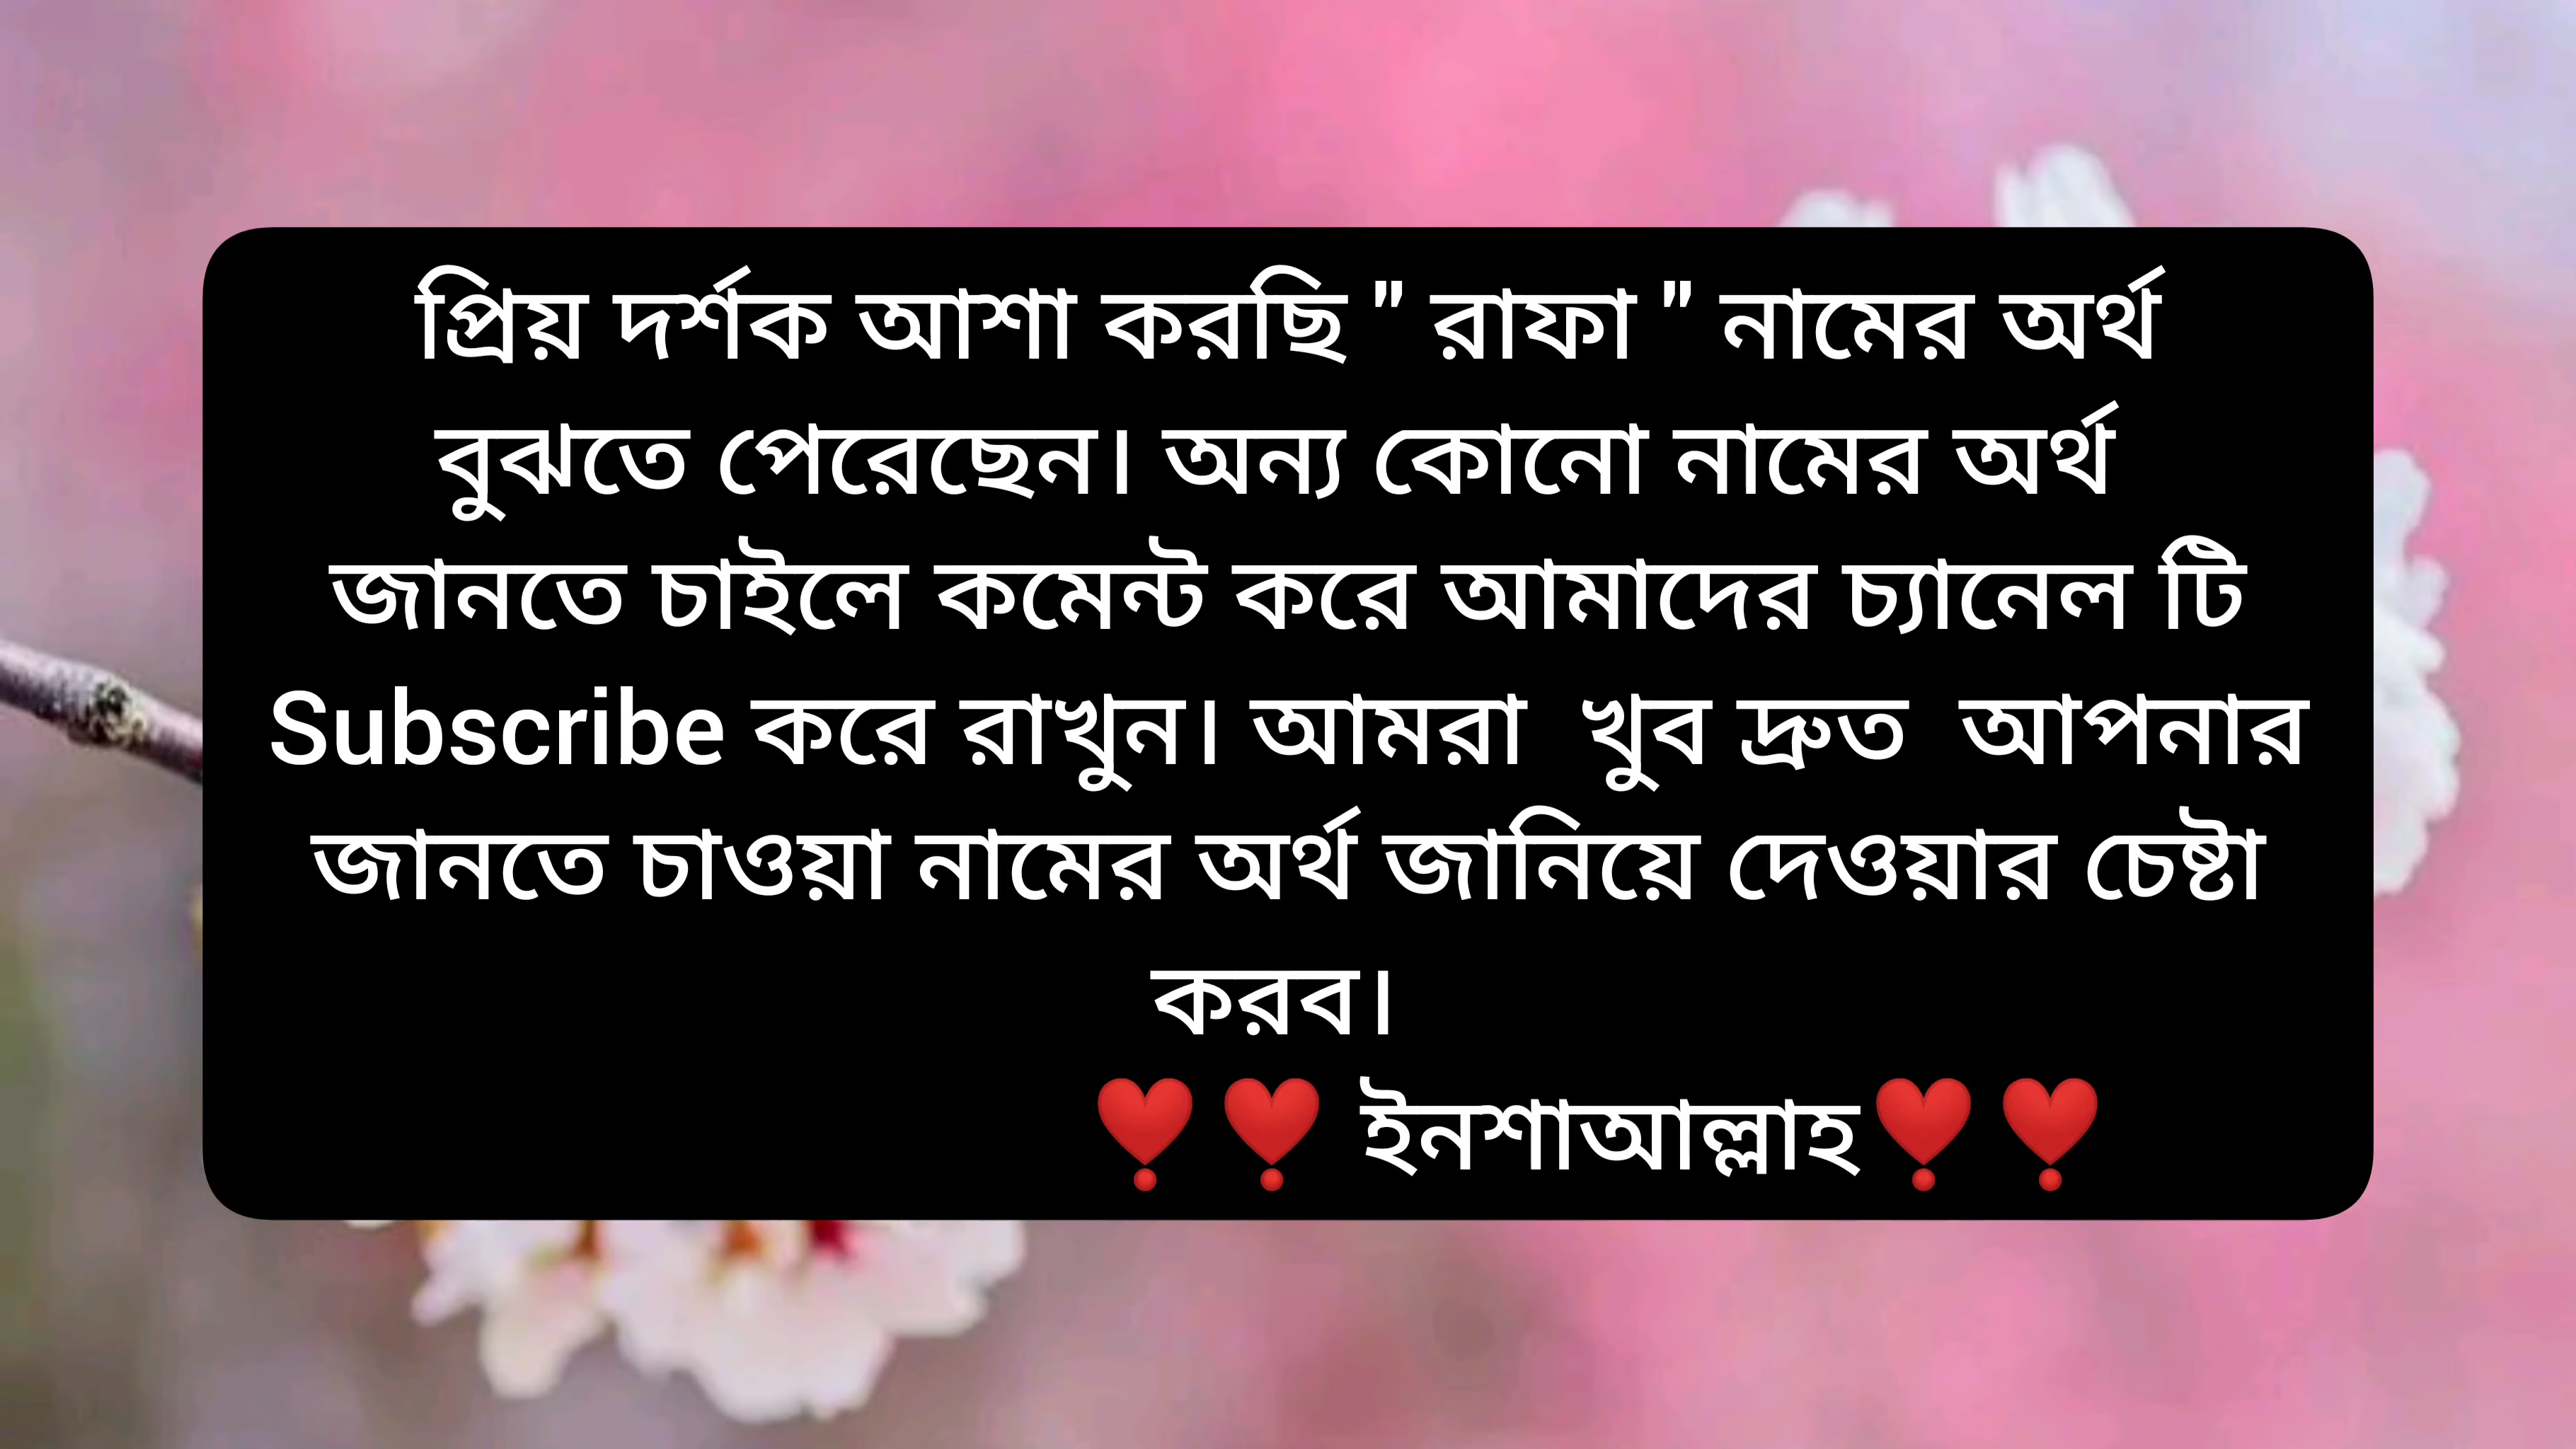 প্রিয় দর্শক আশা করছি " রাফা " নামের অর্থ
বুঝতে পেরেছেন। অন্য কোনো নামের অর্থ
জানতে চাইলে কমেন্ট করে আমাদের চ্যানেল টি
Subscribe করে রাখুন। আমরা  খুব দ্রুত  আপনার
জানতে চাওয়া নামের অর্থ জানিয়ে দেওয়ার চেষ্টা
করব।
❣️❣️ ইনশাআল্লাহ❣️❣️